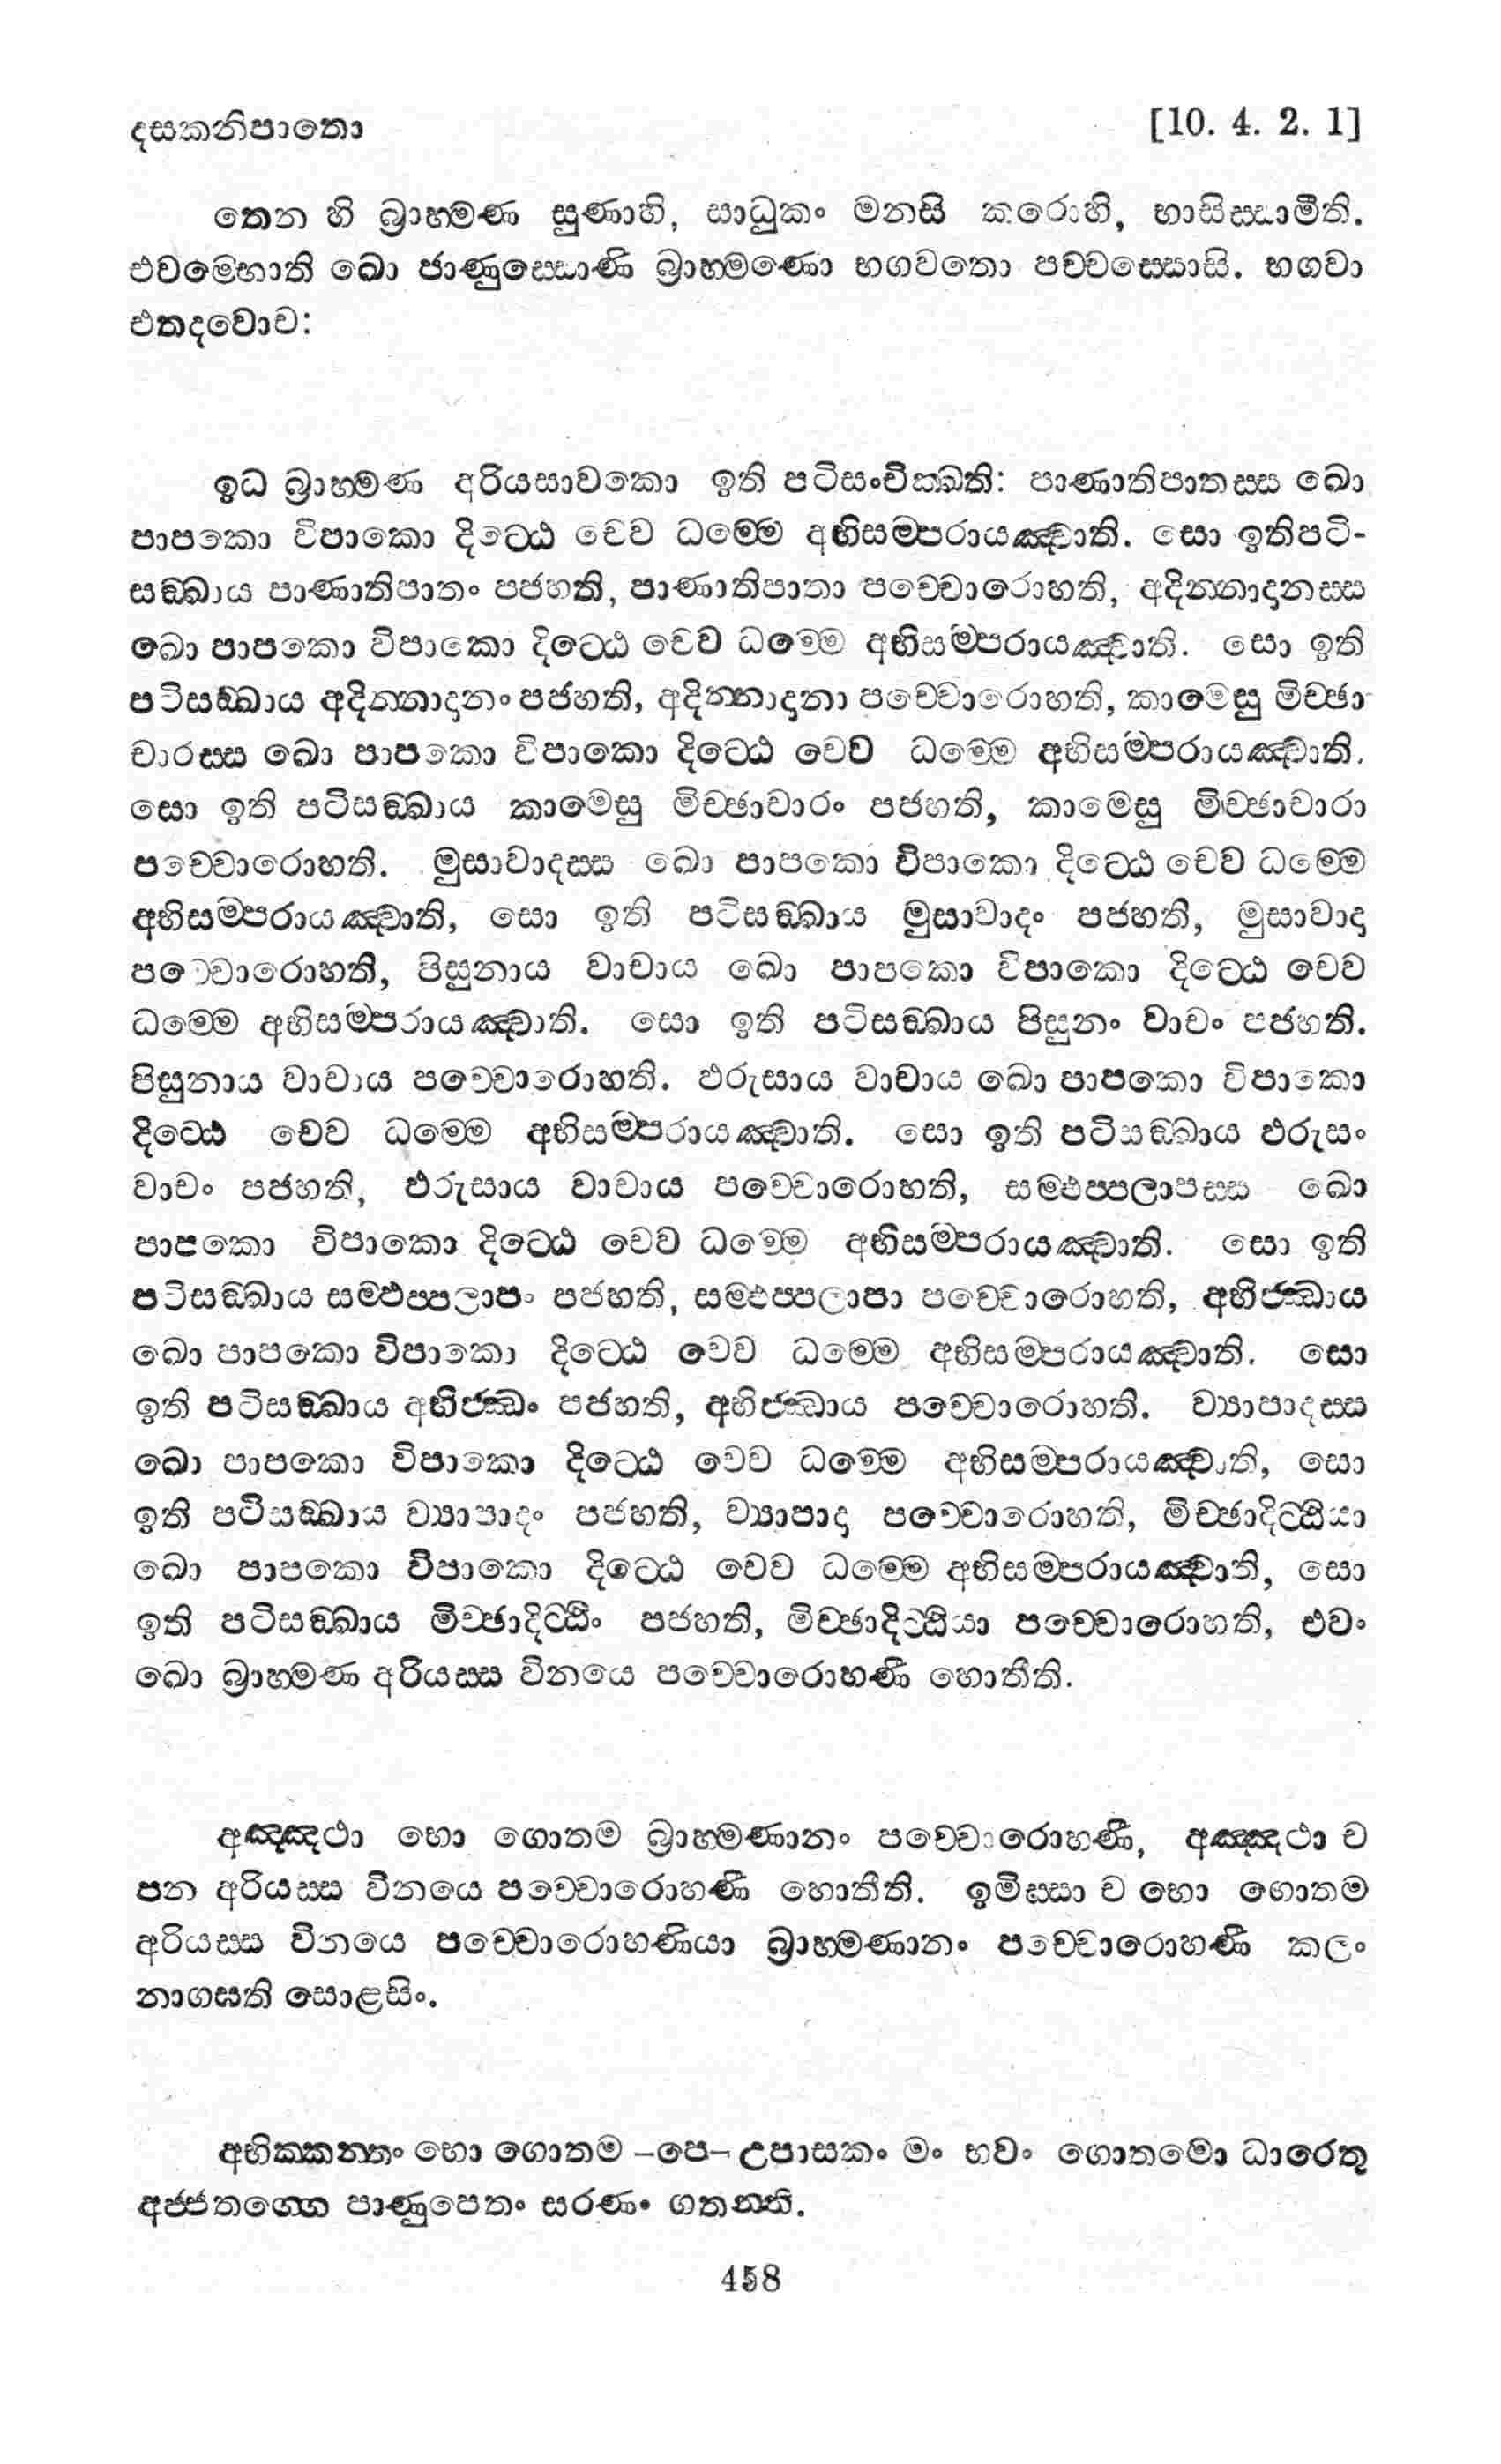 දසකනිපාතො [10. 4. 2. 1]
තෙන හි බ්‍රාහ්මණ සුණාහි, සාධුකං මනසි කරොහි, භාසිස්සාමීති.
එවම්භොති ඛො ජාණුස්සොණි බ්‍රාහ්මණො භගවතො පච්චස්සොසි. භගවා
එතදවොච:
ඉධ බ්‍රාහ්මණ අරියසාවකො ඉති පටිසංචික්ඛති: පාණාතිපාතස්ස ඛො
පාපකො විපාකො දිට්ඨෙ චෙව ධම්මෙ අභිසම්පරායඤ්චාති. සො ඉතිපටි-
සඞ්ඛාය පාණාතිපාතං පජහති, පාණාතිපාතා පච්චොරොහති, අදින්නාදානස්ස
ඛො පාපකො විපාකො දිට්ඨෙ චෙව ධම්මෙ අභිසම්පරායඤ්චාති. සො ඉති
පටිසඞ්ඛාය අදින්නාදානං පජහති, අදින්නාදානා පච්චොරොහති, කාමෙසු මිච්ඡා
චාරස්ස ඛො පාපකො විපාකො දිට්ඨෙ චෙව ධම්මෙ අභිසම්පරායඤ්චාති.
සො ඉති පටිසඞ්ඛාය කාමෙසු මිච්ඡාචාරං පජහති, කාමෙසු මිච්ඡාචාරා
පච්චොරොහති. මුසාවාදස්ස ඛො පාපකො විපාකො දිට්ඨෙ චෙව ධම්මෙ
අභිසම්පරායඤ්චාති, සො ඉති පටිසඞ්ඛාය මුසාවාදං පජහති, මුසාවාදා
පච්චොරොහති, පිසුනාය වාචාය ඛො පාපකො විපාකො දිට්ඨෙ චෙව
ධම්මෙ අභිසම්පරායඤ්චාති. සො ඉති පටිසඞ්ඛාය පිසුනං වාචං පජහති.
පිසුනාය වාචාය පච්චොරොහති. ඵරුසාය වාචාය ඛො පාපකො විපාකො
දිට්ඨෙ චෙව ධම්මෙ අභිසම්පරායඤ්චාති. සො ඉති පටිසඞ්ඛාය ඵරුසං
වාචං පජහති, ඵරුසාය වාචාය පච්චොරොහති, සම්ඵප්පලාපස්ස ඛො
පාපකො විපාකො දිට්ඨෙ චෙව ධම්මෙ අභිසම්පරායඤ්චාති. සො ඉති
පටිසඞ්ඛාය සම්ඵප්පලාපං පජහති, සම්ඵප්පලාපා පච්චොරොහති, අභිජ්ඣාය
ඛො පාපකො විපාකො දිට්ඨෙ චෙව ධම්මෙ අභිසම්පරායඤ්චාති. සො
ඉති පටිසඞ්ඛාය අභිජ්ඣං පජහති, අභිජ්ඣාය පච්චොරොහති. ව්‍යාපාදස්ස
ඛො පාපකො විපාකො දිට්ඨෙ චෙව ධම්මෙ අභිසම්පරායඤ්චාති, සො
ඉති පටිසඞ්ඛාය ව්‍යාපාදං පජහති, ව්‍යාපාදා පච්චොරොහති, මිච්ඡාදිට්ඨියා
ඛො පාපකො විපාකො දිට්ඨෙ චෙව ධම්මෙ අභිසම්පරායඤ්චාති, සො
ඉති පටිසඞ්ඛාය මිච්ඡාදිට්ඨිං පජහති, මිච්ඡාදිට්ඨියා පච්චොරොහති, එවං
ඛො බ්‍රාහ්මණ අරියස්ස විනයෙ පච්චොරොහණී හොතීති.
අඤ්ඤථා භො ගොතම බ්‍රාහ්මණානං පච්චොරොහණී, අඤ්ඤථා ච
පන අරියස්ස විනයෙ පච්චොරොහණී හොතීති. ඉමිස්සා ච භො ගොතම
අරියස්ස විනයෙ පච්චොරොහණියා බ්‍රාහ්මණානං පච්චොරොහණී කලං
නාග්ඝති සොළසිං.
අභික්කන්තං භො ගොතම –පෙ– උපාසකං මං භවං ගොතමො ධාරෙතු
අජ්ජතග්ගෙ පාණුපෙතං සරණං ගතන්ති.
458